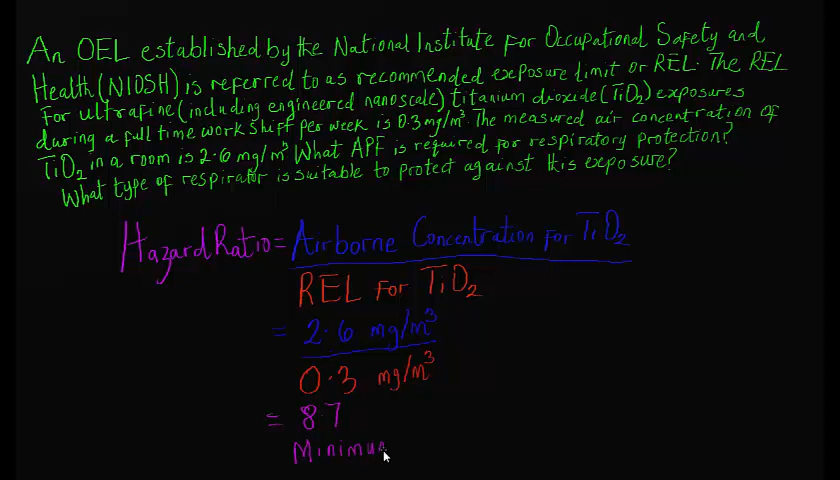 An OEL established by the National Institute for Occupational Safety and
Health (NIOSH) is referred to as recommended exposure limit or REL. The REL
For ultrafine (including engineered nanoscale) titanium dioxide (TiO2) exposures
during a full time work shift per week is 0.3 mg/m3. The measured air concentration of
TiO2 in a room is 2.6 mg/m3 What APF is required for respiratory protection?
What type of respirator is suitable to protect against this exposure?
Hazard Ratio = Airborne Concentration for TiO2
REL for TiO2
= 2.6 mg/m3
0.3 mg/m3
= 8.7
Minimum